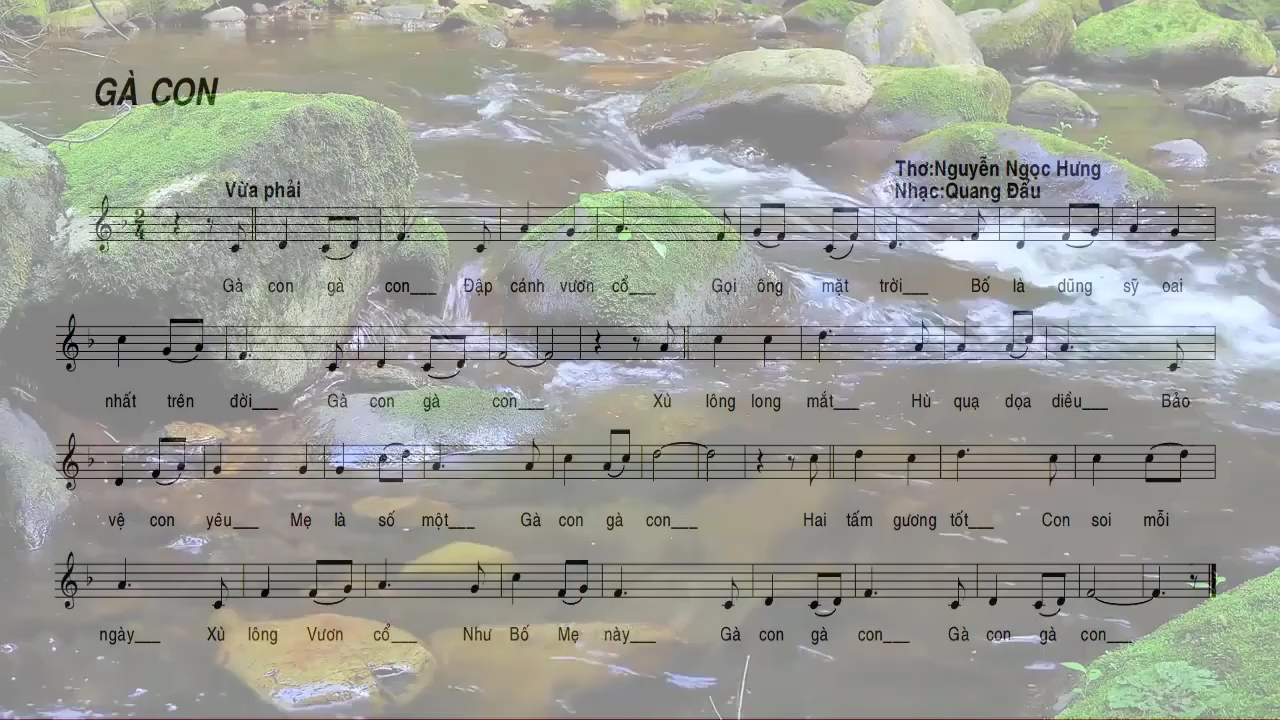 GÀ CON
Thơ:Nguyễn Ngọc Hưng
Vừa phải
Nhạc:Quang Đẩu
2 4
Gà con gà con___ Đập cánh vươn cổ___ Gọi ông mặt trời___ Bố là dũng sỹ oai
nhất trên đời___ Gà con gà con___ Xù lông long mắt___ Hù quạ dọa diều___ Bảo
vệ con yêu___ Mẹ là số một___ Gà con gà con___ Hai tấm gương tốt___ Con soi mỗi
ngày___ Xù lông Vươn cổ___ Như Bố Mẹ này___ Gà con gà con___ Gà con gà con___